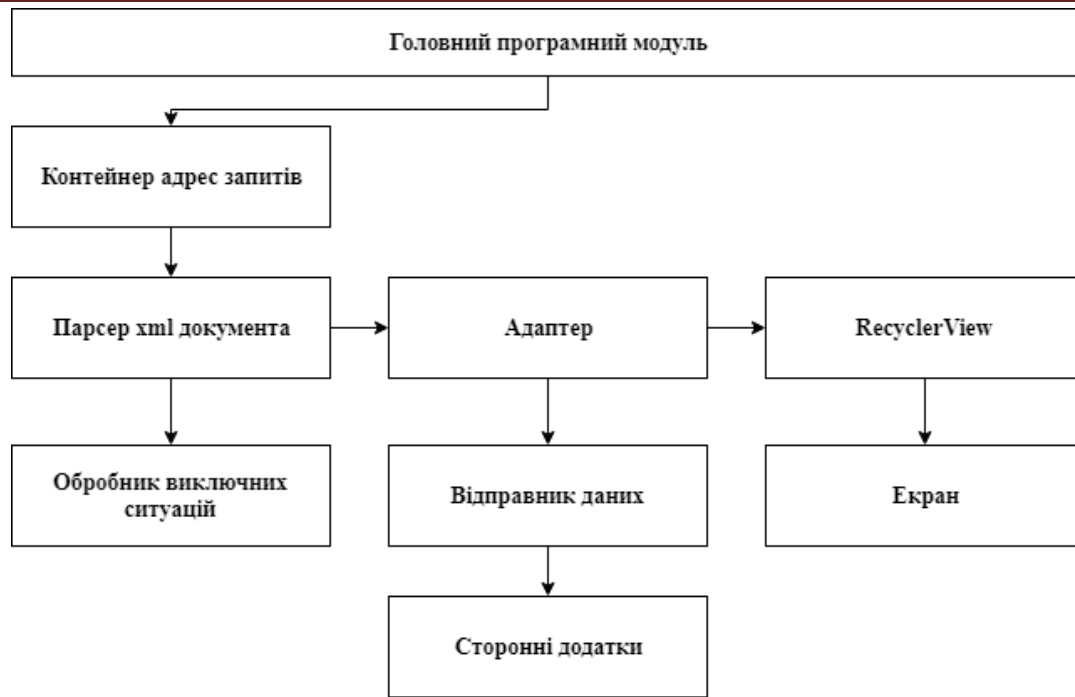 Головний програмний модуль
Контейнер адрес запитів
Парсер xml документа
Адаптер
RecyclerView
Обробник виключних
ситуацій
Відправник даних
Екран
Сторонні додатки